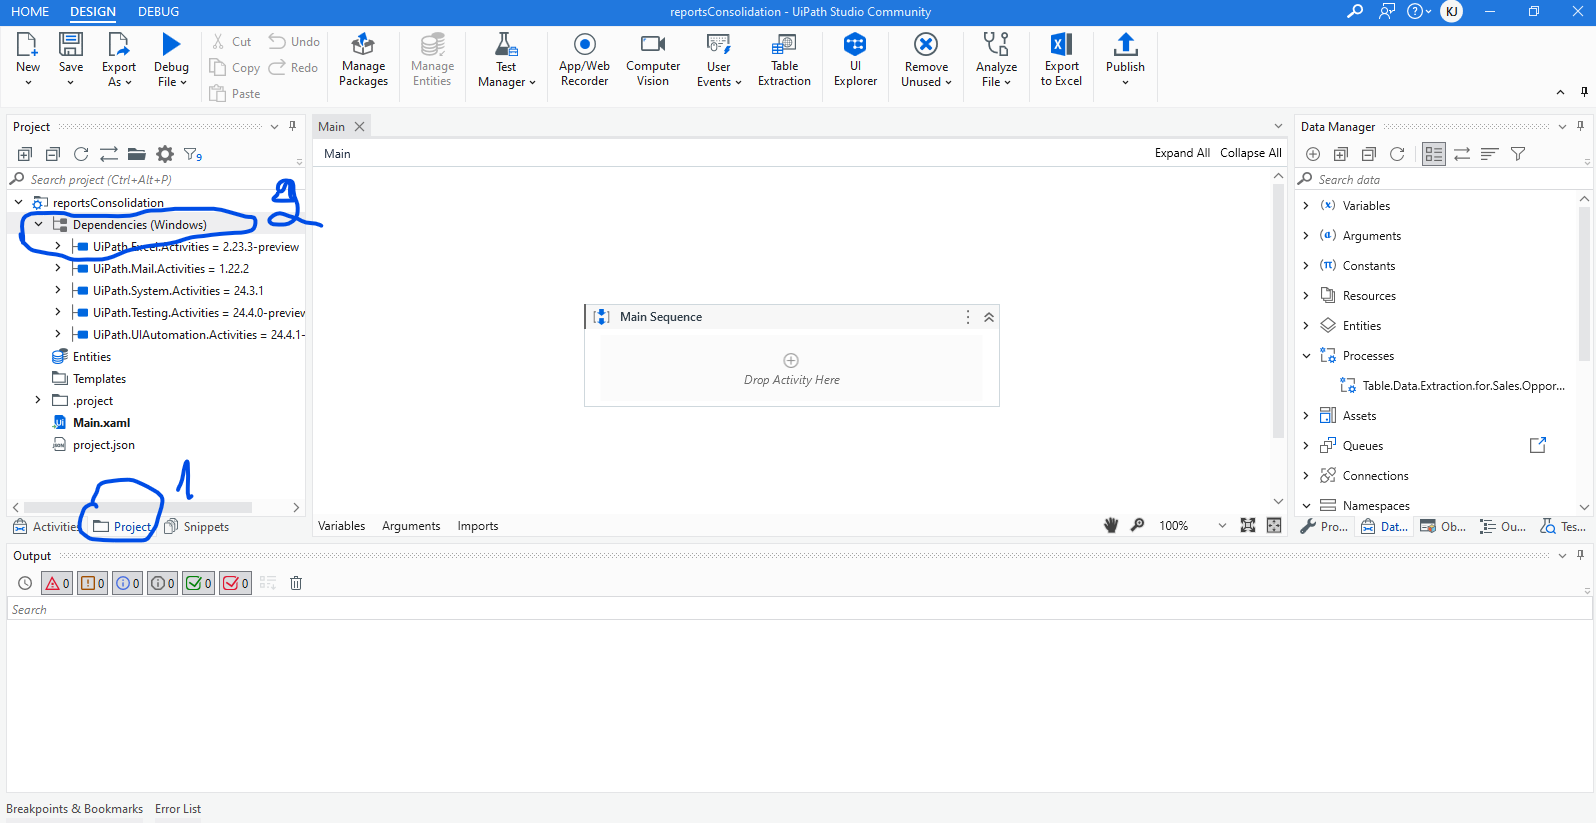 HOME DESIGN DEBUG reportsConsolidation - UiPath Studio Community KJ
New Save Export As Debug File Cut Copy Paste Undo Redo Manage Packages Manage Entities Test Manager App/Web Recorder Computer Vision User Events Table Extraction UI Explorer Remove Unused Analyze File Export to Excel Publish
Project
9
Search project (Ctrl+Alt+P)
reportsConsolidation
Dependencies (Windows)
2
UiPath.Excel.Activities = 2.23.3-preview
UiPath.Mail.Activities = 1.22.2
UiPath.System.Activities = 24.3.1
UiPath.Testing.Activities = 24.4.0-preview
UiPath.UIAutomation.Activities = 24.4.1-
Entities
Templates
.project
Main.xaml
project.json
1
Activities Project Snippets
Main
Main Expand All Collapse All
Main Sequence
Drop Activity Here
Variables Arguments Imports 100%
Data Manager
Search data
(x) Variables
(a) Arguments
(π) Constants
Resources
Entities
Processes
Table.Data.Extraction.for.Sales.Oppor...
Assets
Queues
Connections
Namespaces
Pro... Dat... Ob... Ou... Tes...
Output
0 0 0 0 0 0
Search
Breakpoints & Bookmarks Error List